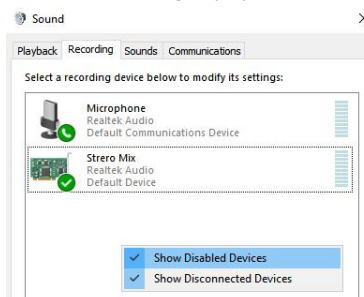 Sound
Playback Recording Sounds Communications
Select a recording device below to modify its settings:
Microphone
Realtek Audio
Default Communications Device
Strero Mix
Realtek Audio
Default Device
Show Disabled Devices
Show Disconnected Devices